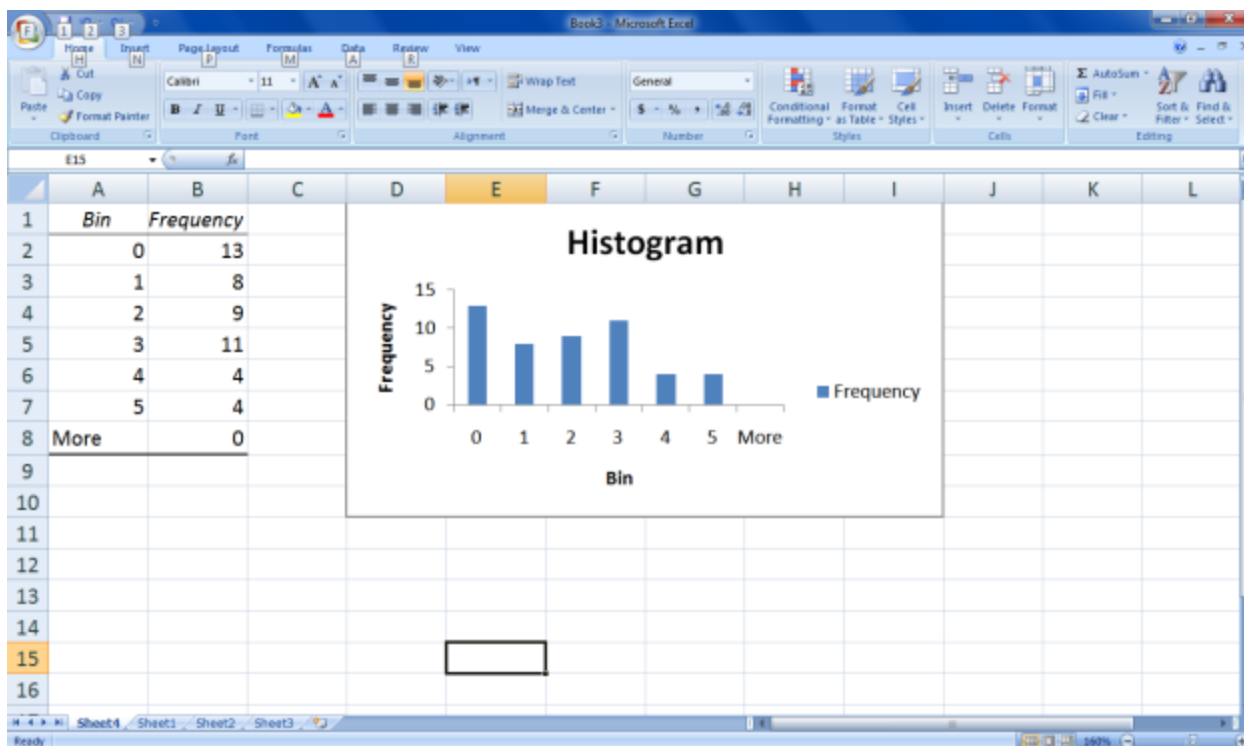 Book3 - Microsoft Excel
F 1 2 3
Home Insert Page Layout Formulas Data Review View
H N P M A R
Paste
Cut
Copy
Format Painter
Clipboard
Calibri 11 A A
B I U A
Font
Wrap Text
Merge & Center
Alignment
General
$ % ,
Number
Conditional Formatting
Format as Table
Cell Styles
Styles
Insert Delete Format
Cells
Σ AutoSum
Fill
Clear
Sort & Filter
Find & Select
Editing
E15 fx
A B C D E F G H I J K L
1 Bin Frequency
2 0 13
3 1 8
4 2 9
5 3 11
6 4 4
7 5 4
8 More 0
9
10
11
12
13
14
15
16
Histogram
Frequency
15
10
5
0
0 1 2 3 4 5 More
Bin
Frequency
Sheet4 Sheet1 Sheet2 Sheet3
Ready 160%